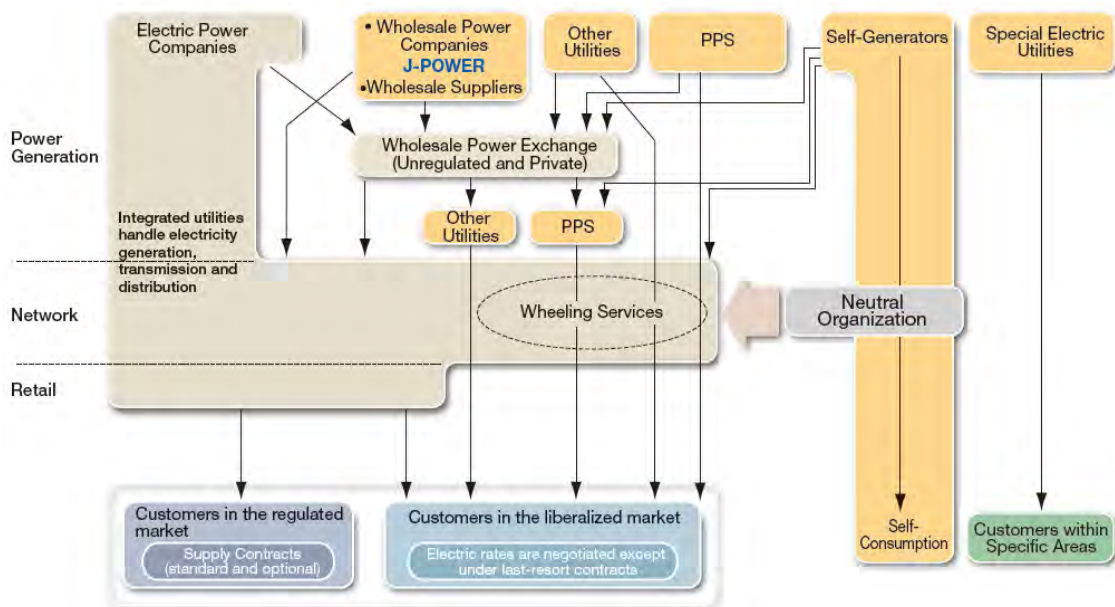 Electric Power
Companies
• Wholesale Power
Companies
J-POWER
•Wholesale Suppliers
Other
Utilities
PPS
Self-Generators
Special Electric
Utilities
Power
Generation
Wholesale Power Exchange
(Unregulated and Private)
Integrated utilities
handle electricity
generation,
transmission and
distribution
Other
Utilities
PPS
Network
Wheeling Services
Neutral
Organization
Retail
Customers in the regulated
market
Supply Contracts
(standard and optional)
Customers in the liberalized market
Electric rates are negotiated except
under last-resort contracts
Self-
Consumption
Customers within
Specific Areas